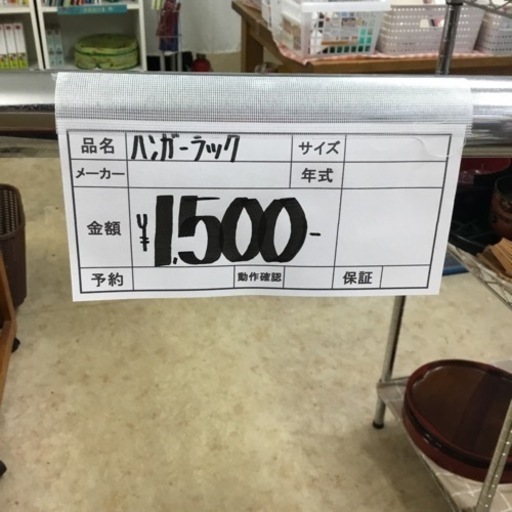 品名 ハンガーラック サイズ
メーカー 年式
金額 ¥1,500-
予約 動作確認 保証